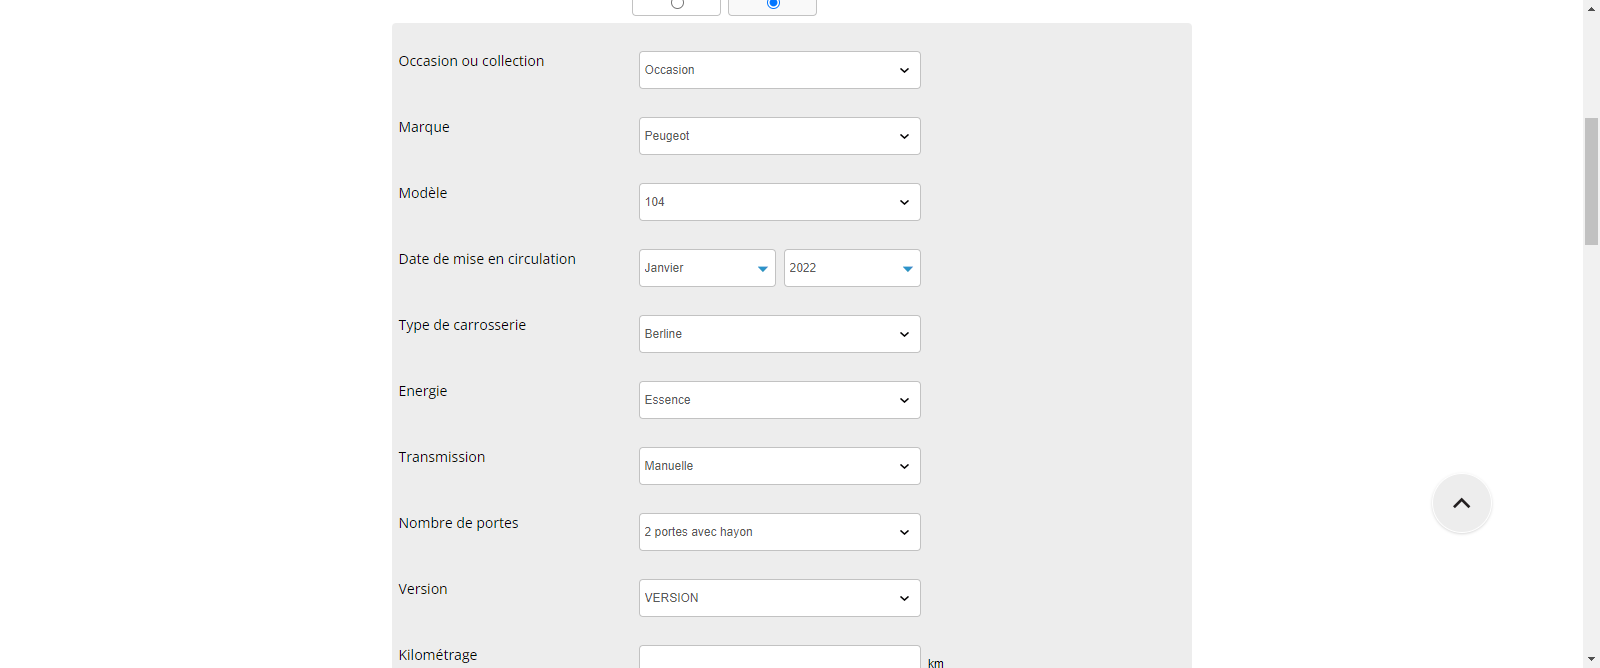 Occasion ou collection
Occasion
Marque
Peugeot
Modèle
104
Date de mise en circulation
Janvier 2022
Type de carrosserie
Berline
Energie
Essence
Transmission
Manuelle
Nombre de portes
2 portes avec hayon
Version
VERSION
Kilométrage
km